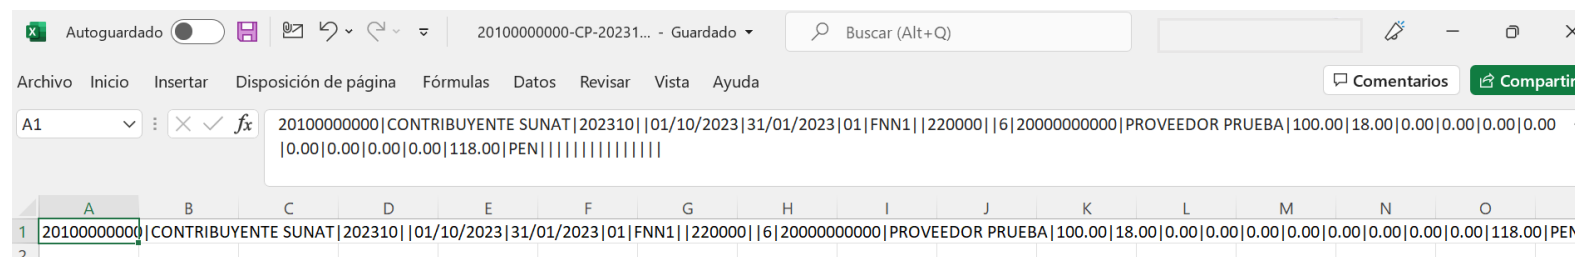 Autoguardado 20100000000-CP-20231... - Guardado Buscar (Alt+Q)
Archivo Inicio Insertar Disposición de página Fórmulas Datos Revisar Vista Ayuda Comentarios Compartir
A1 fx 20100000000|CONTRIBUYENTE SUNAT|202310||01/10/2023|31/01/2023|01|FNN1||220000||6|20000000000|PROVEEDOR PRUEBA|100.00|18.00|0.00|0.00|0.00|0.00
|0.00|0.00|0.00|0.00|118.00|PEN|||||||||||||||
A B C D E F G H I J K L M N O
1 20100000000|CONTRIBUYENTE SUNAT|202310||01/10/2023|31/01/2023|01|FNN1||220000||6|20000000000|PROVEEDOR PRUEBA|100.00|18.00|0.00|0.00|0.00|0.00|0.00|0.00|0.00|0.00|118.00|PEN
2